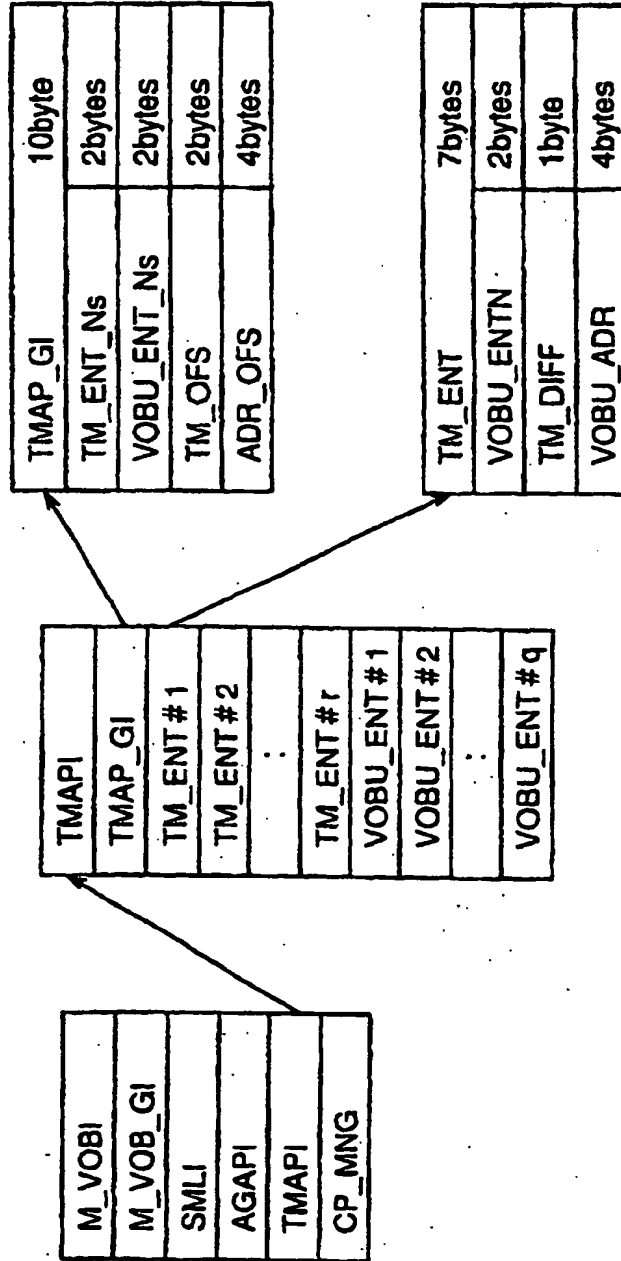 M_VOBI
M_VOB_GI
SMLI
AGAPI
TMAPI
CP_MNG
TMAPI
TMAP_GI
TM_ENT#1
TM_ENT#2
:
TM_ENT#r
VOBU_ENT#1
VOBU_ENT#2
:
VOBU_ENT#q
TMAP_GI 10byte
TM_ENT_Ns 2bytes
VOBU_ENT_Ns 2bytes
TM_OFS 2bytes
ADR_OFS 4bytes
TM_ENT 7bytes
VOBU_ENTN 2bytes
TM_DIFF 1byte
VOBU_ADR 4bytes